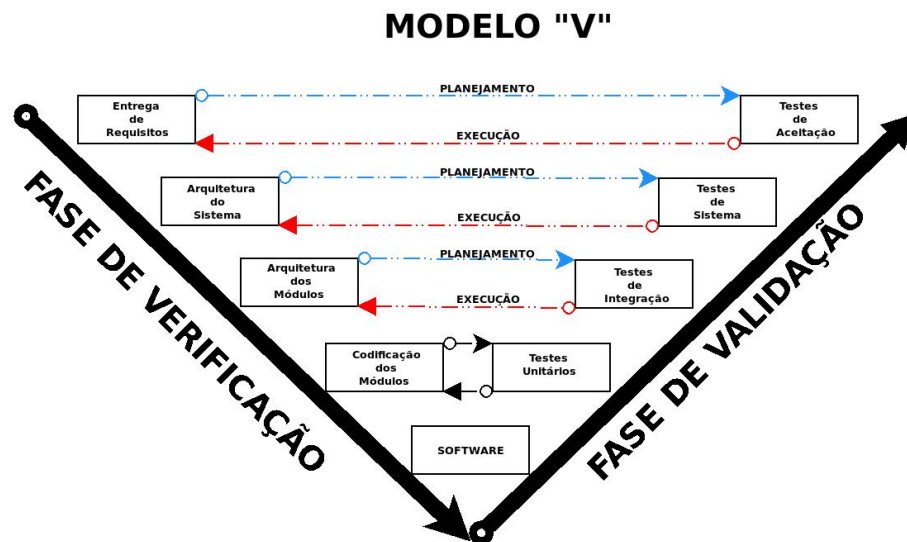 MODELO "V"
PLANEJAMENTO
Entrega
de
Requisitos
Testes
de
Aceitação
EXECUÇÃO
PLANEJAMENTO
Arquitetura
do
Sistema
Testes
de
Sistema
EXECUÇÃO
PLANEJAMENTO
Arquitetura
dos
Módulos
Testes
de
Integração
EXECUÇÃO
Codificação
dos
Módulos
Testes
Unitários
SOFTWARE
FASE DE VERIFICAÇÃO
FASE DE VALIDAÇÃO